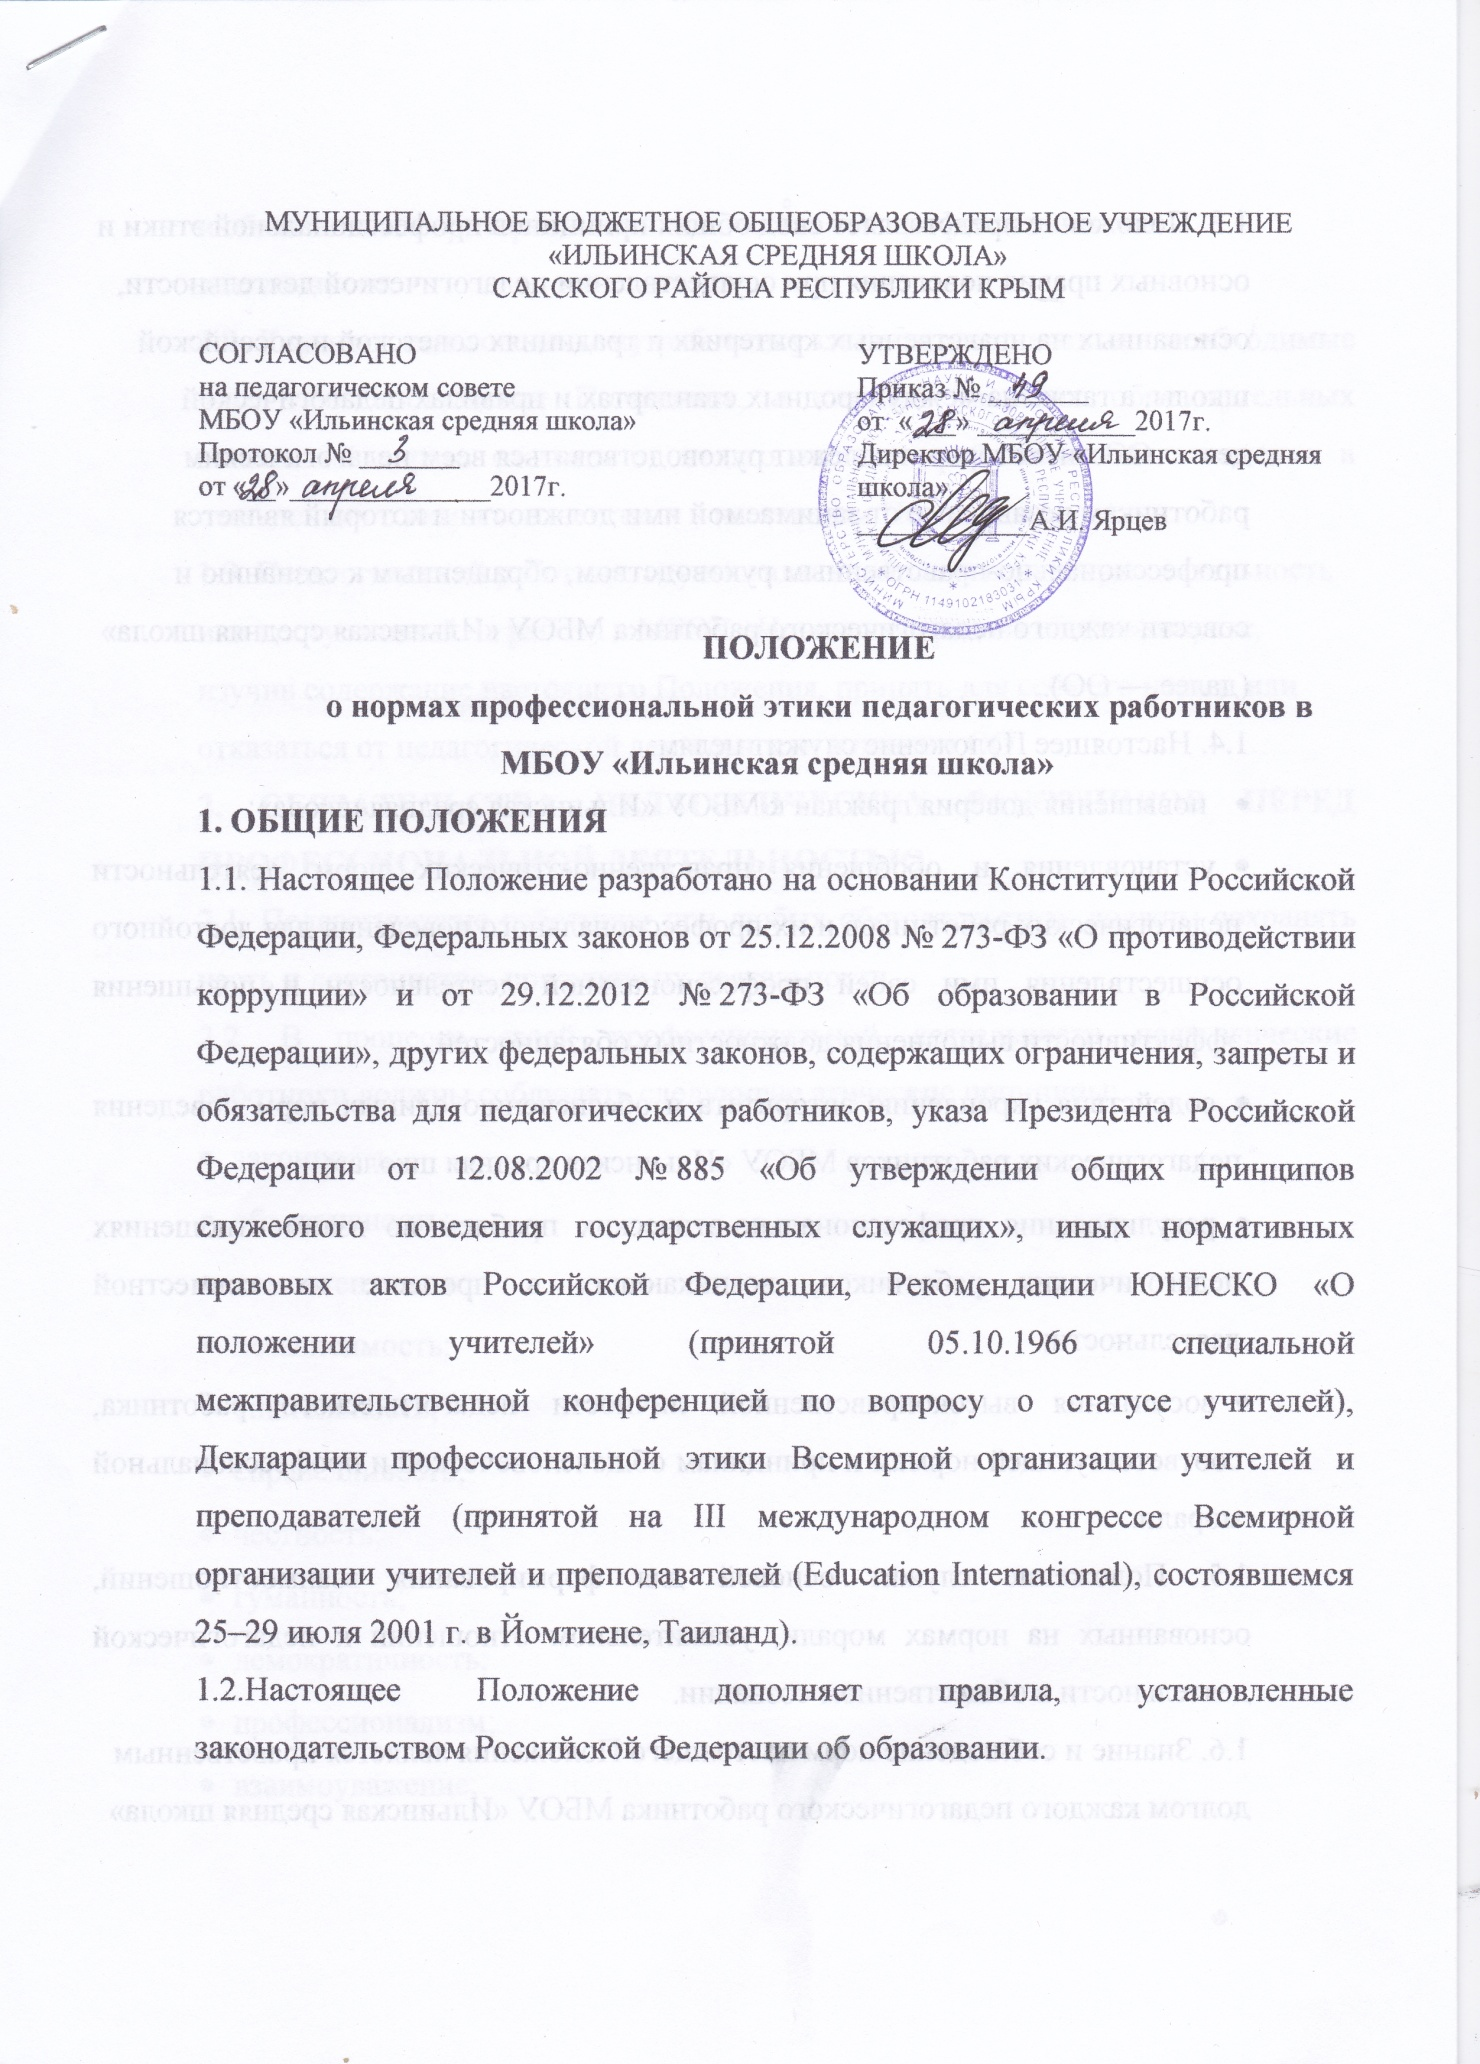 МУНИЦИПАЛЬНОЕ БЮДЖЕТНОЕ ОБЩЕОБРАЗОВАТЕЛЬНОЕ УЧРЕЖДЕНИЕ
«ИЛЬИНСКАЯ СРЕДНЯЯ ШКОЛА»
САКСКОГО РАЙОНА РЕСПУБЛИКИ КРЫМ
СОГЛАСОВАНО
на педагогическом совете
МБОУ «Ильинская средняя школа»
Протокол № 3
от «28» апреля 2017г.
УТВЕРЖДЕНО
Приказ № 49
от «28» апреля 2017г.
Директор МБОУ «Ильинская средняя
школа»
А.И. Ярцев
ОГРН 1149102183031
ПОЛОЖЕНИЕ
о нормах профессиональной этики педагогических работников в
МБОУ «Ильинская средняя школа»
1. ОБЩИЕ ПОЛОЖЕНИЯ
1.1. Настоящее Положение разработано на основании Конституции Российской
Федерации, Федеральных законов от 25.12.2008 № 273-ФЗ «О противодействии
коррупции» и от 29.12.2012 № 273-ФЗ «Об образовании в Российской
Федерации», других федеральных законов, содержащих ограничения, запреты и
обязательства для педагогических работников, указа Президента Российской
Федерации от 12.08.2002 № 885 «Об утверждении общих принципов
служебного поведения государственных служащих», иных нормативных
правовых актов Российской Федерации, Рекомендации ЮНЕСКО «О
положении учителей» (принятой 05.10.1966 специальной
межправительственной конференцией по вопросу о статусе учителей),
Декларации профессиональной этики Всемирной организации учителей и
преподавателей (принятой на III международном конгрессе Всемирной
организации учителей и преподавателей (Education International), состоявшемся
25–29 июля 2001 г. в Йомтиене, Таиланд).
1.2.Настоящее Положение дополняет правила, установленные
законодательством Российской Федерации об образовании.